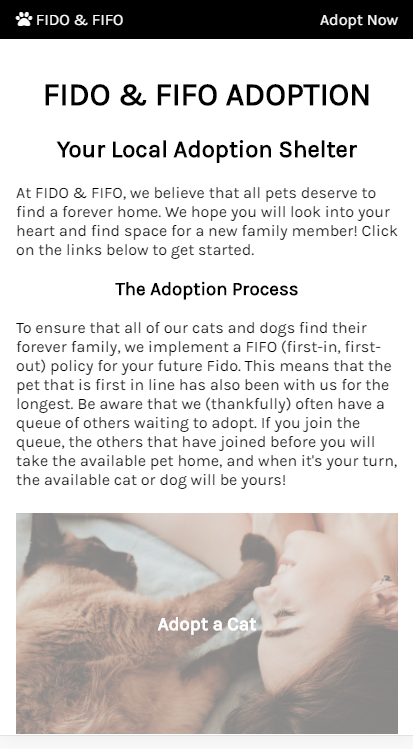 FIDO & FIFO
Adopt Now
FIDO & FIFO ADOPTION
Your Local Adoption Shelter
At FIDO & FIFO, we believe that all pets deserve to
find a forever home. We hope you will look into your
heart and find space for a new family member! Click
on the links below to get started.
The Adoption Process
To ensure that all of our cats and dogs find their
forever family, we implement a FIFO (first-in, first-
out) policy for your future Fido. This means that the
pet that is first in line has also been with us for the
longest. Be aware that we (thankfully) often have a
queue of others waiting to adopt. If you join the
queue, the others that have joined before you will
take the available pet home, and when it's your turn,
the available cat or dog will be yours!
Adopt a Cat